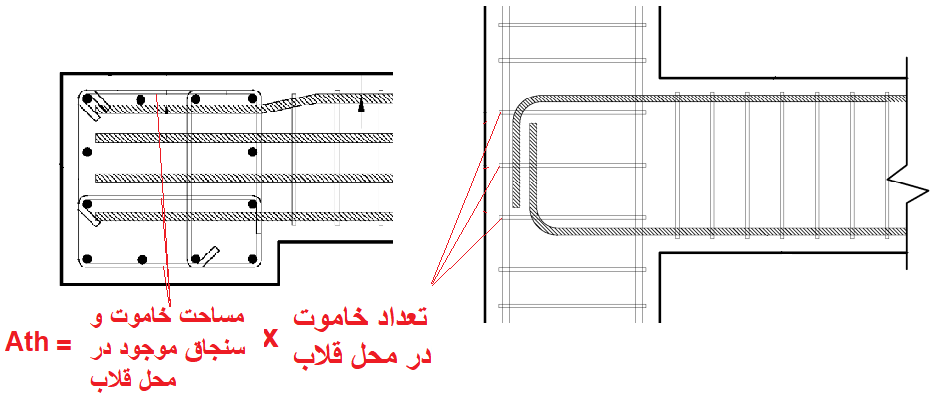 Ath =
مساحت خاموت و
سنجاق موجود در
محل قلاب
x
تعداد خاموت
در محل قلاب